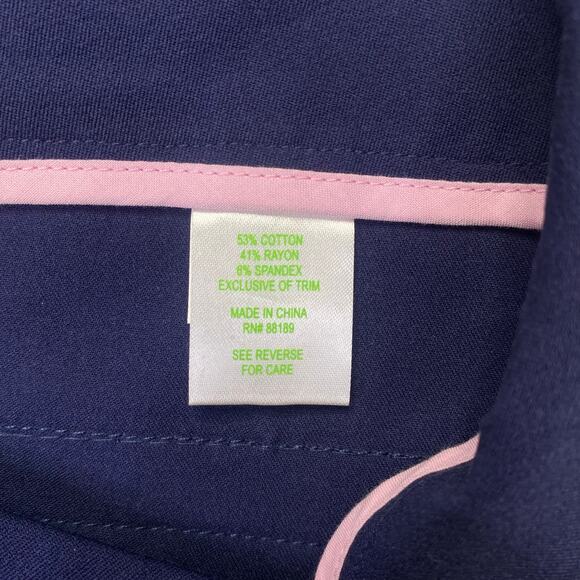 53% COTTON
41% RAYON
6% SPANDEX
EXCLUSIVE OF TRIM
MADE IN CHINA
RN# 88189
SEE REVERSE
FOR CARE